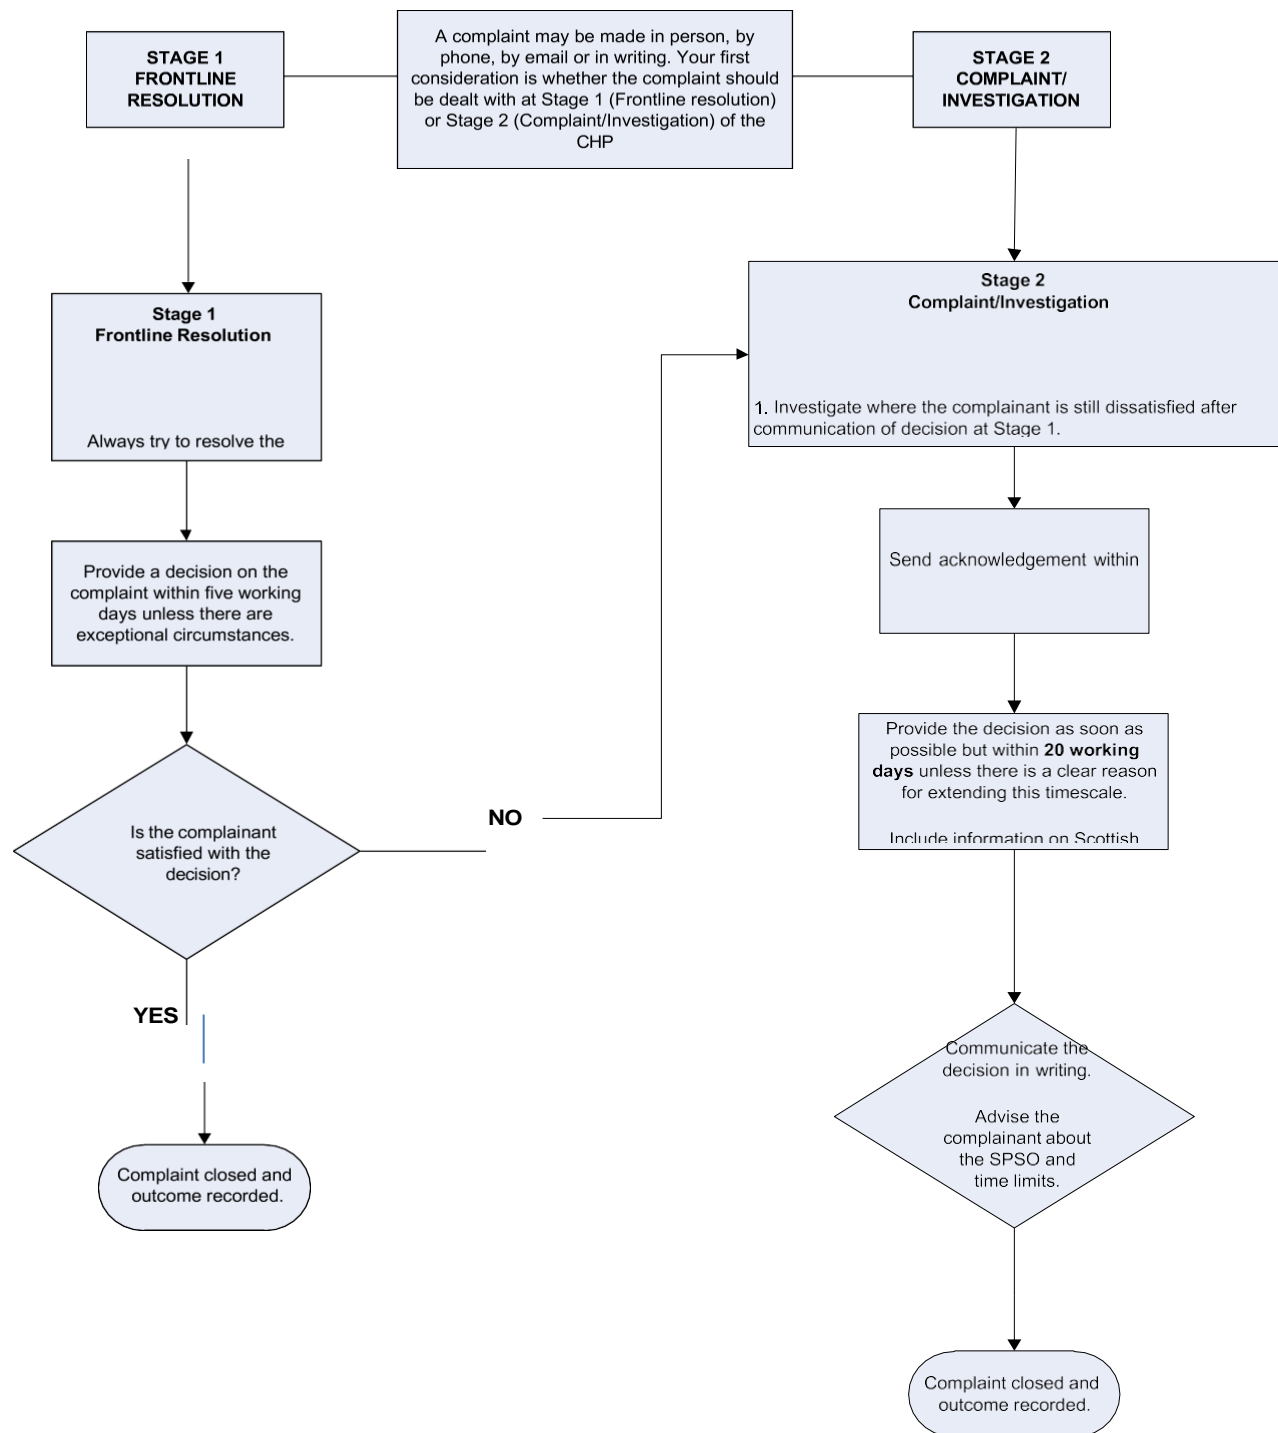 STAGE 1
FRONTLINE
RESOLUTION
A complaint may be made in person, by
phone, by email or in writing. Your first
consideration is whether the complaint should
be dealt with at Stage 1 (Frontline resolution)
or Stage 2 (Complaint/Investigation) of the
CHP
STAGE 2
COMPLAINT/
INVESTIGATION
Stage 1
Frontline Resolution
Always try to resolve the
Provide a decision on the
complaint within five working
days unless there are
exceptional circumstances.
Is the complainant
satisfied with the
decision?
NO
YES
Complaint closed and
outcome recorded.
Stage 2
Complaint/Investigation
1. Investigate where the complainant is still dissatisfied after
communication of decision at Stage 1.
Send acknowledgement within
Provide the decision as soon as
possible but within 20 working
days unless there is a clear reason
for extending this timescale.
Include information on Scottish
Communicate the
decision in writing.
Advise the
complainant about
the SPSO and
time limits.
Complaint closed and
outcome recorded.